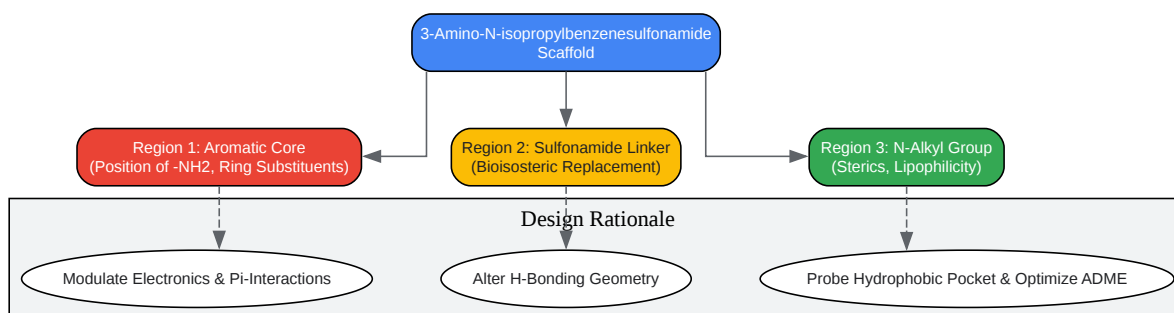 3-Amino-N-isopropylbenzenesulfonamide
Scaffold
Region 1: Aromatic Core
(Position of -NH2, Ring Substituents)
Region 2: Sulfonamide Linker
(Bioisosteric Replacement)
Region 3: N-Alkyl Group
(Sterics, Lipophilicity)
Design Rationale
Modulate Electronics & Pi-Interactions
Alter H-Bonding Geometry
Probe Hydrophobic Pocket & Optimize ADME